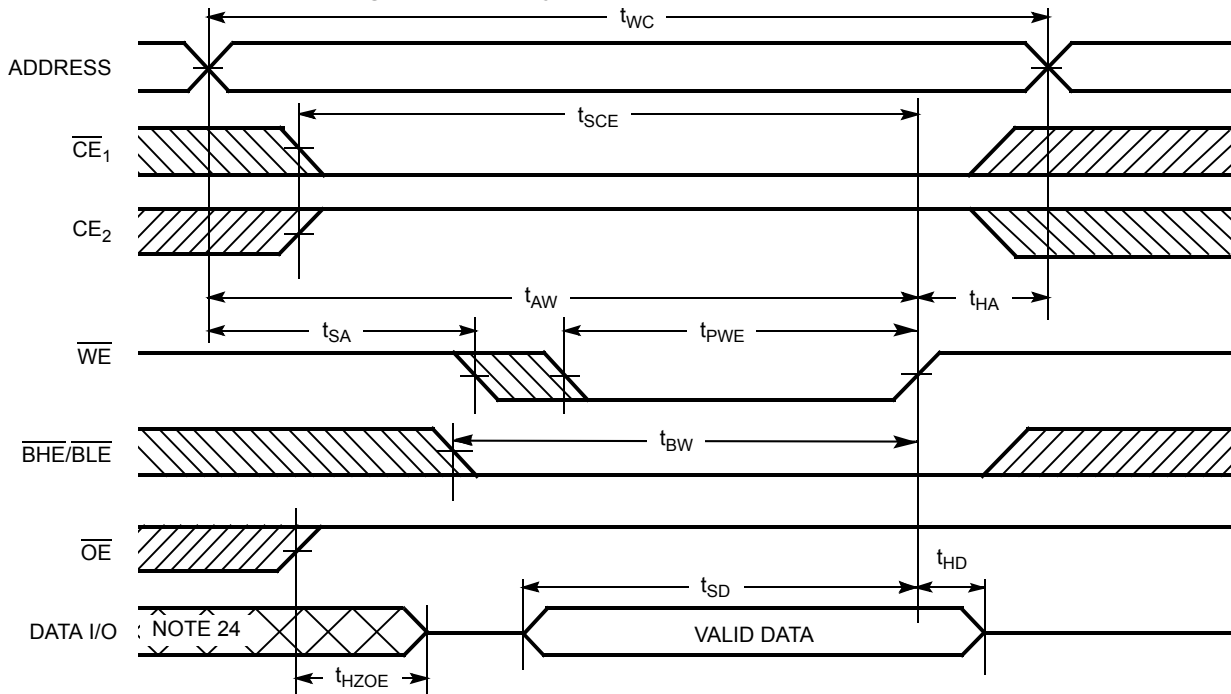 tWC
ADDRESS
tSCE
CE1
CE2
tAW
tHA
tSA
tPWE
WE
tBW
BHE/BLE
OE
tHD
tSD
DATA I/O
NOTE 24
VALID DATA
tHZOE